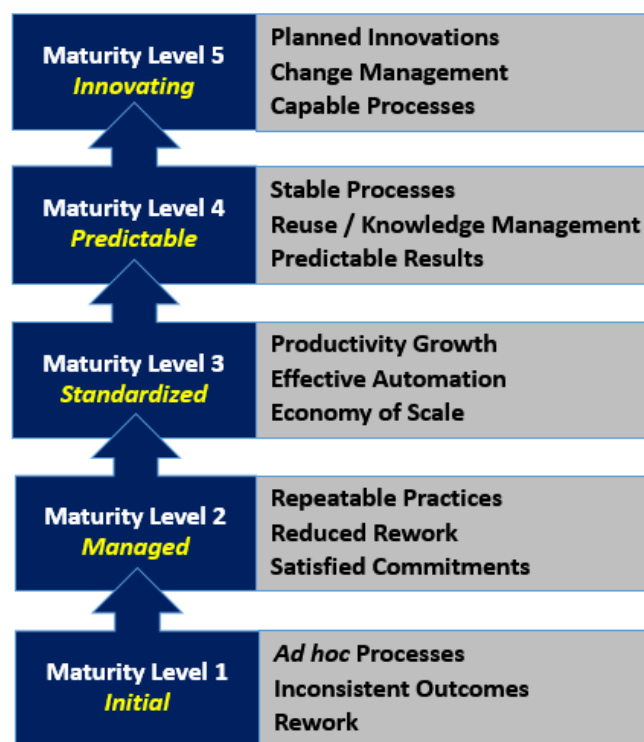 Maturity Level 5
Innovating
Planned Innovations
Change Management
Capable Processes
Maturity Level 4
Predictable
Stable Processes
Reuse / Knowledge Management
Predictable Results
Maturity Level 3
Standardized
Productivity Growth
Effective Automation
Economy of Scale
Maturity Level 2
Managed
Repeatable Practices
Reduced Rework
Satisfied Commitments
Maturity Level 1
Initial
Ad hoc Processes
Inconsistent Outcomes
Rework